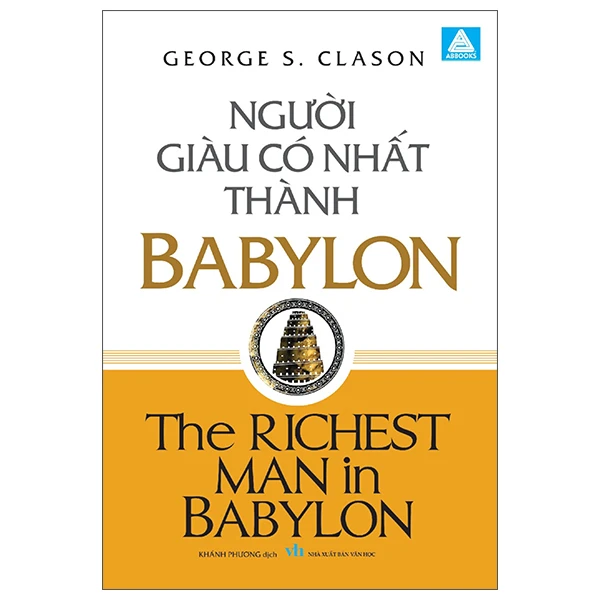 ABBOOKS
GEORGE S. CLASON
NGƯỜI
GIÀU CÓ NHẤT
THÀNH
BABYLON
The RICHEST
MAN in
BABYLON
KHÁNH PHƯƠNG dịch vh NHÀ XUẤT BẢN VĂN HỌC